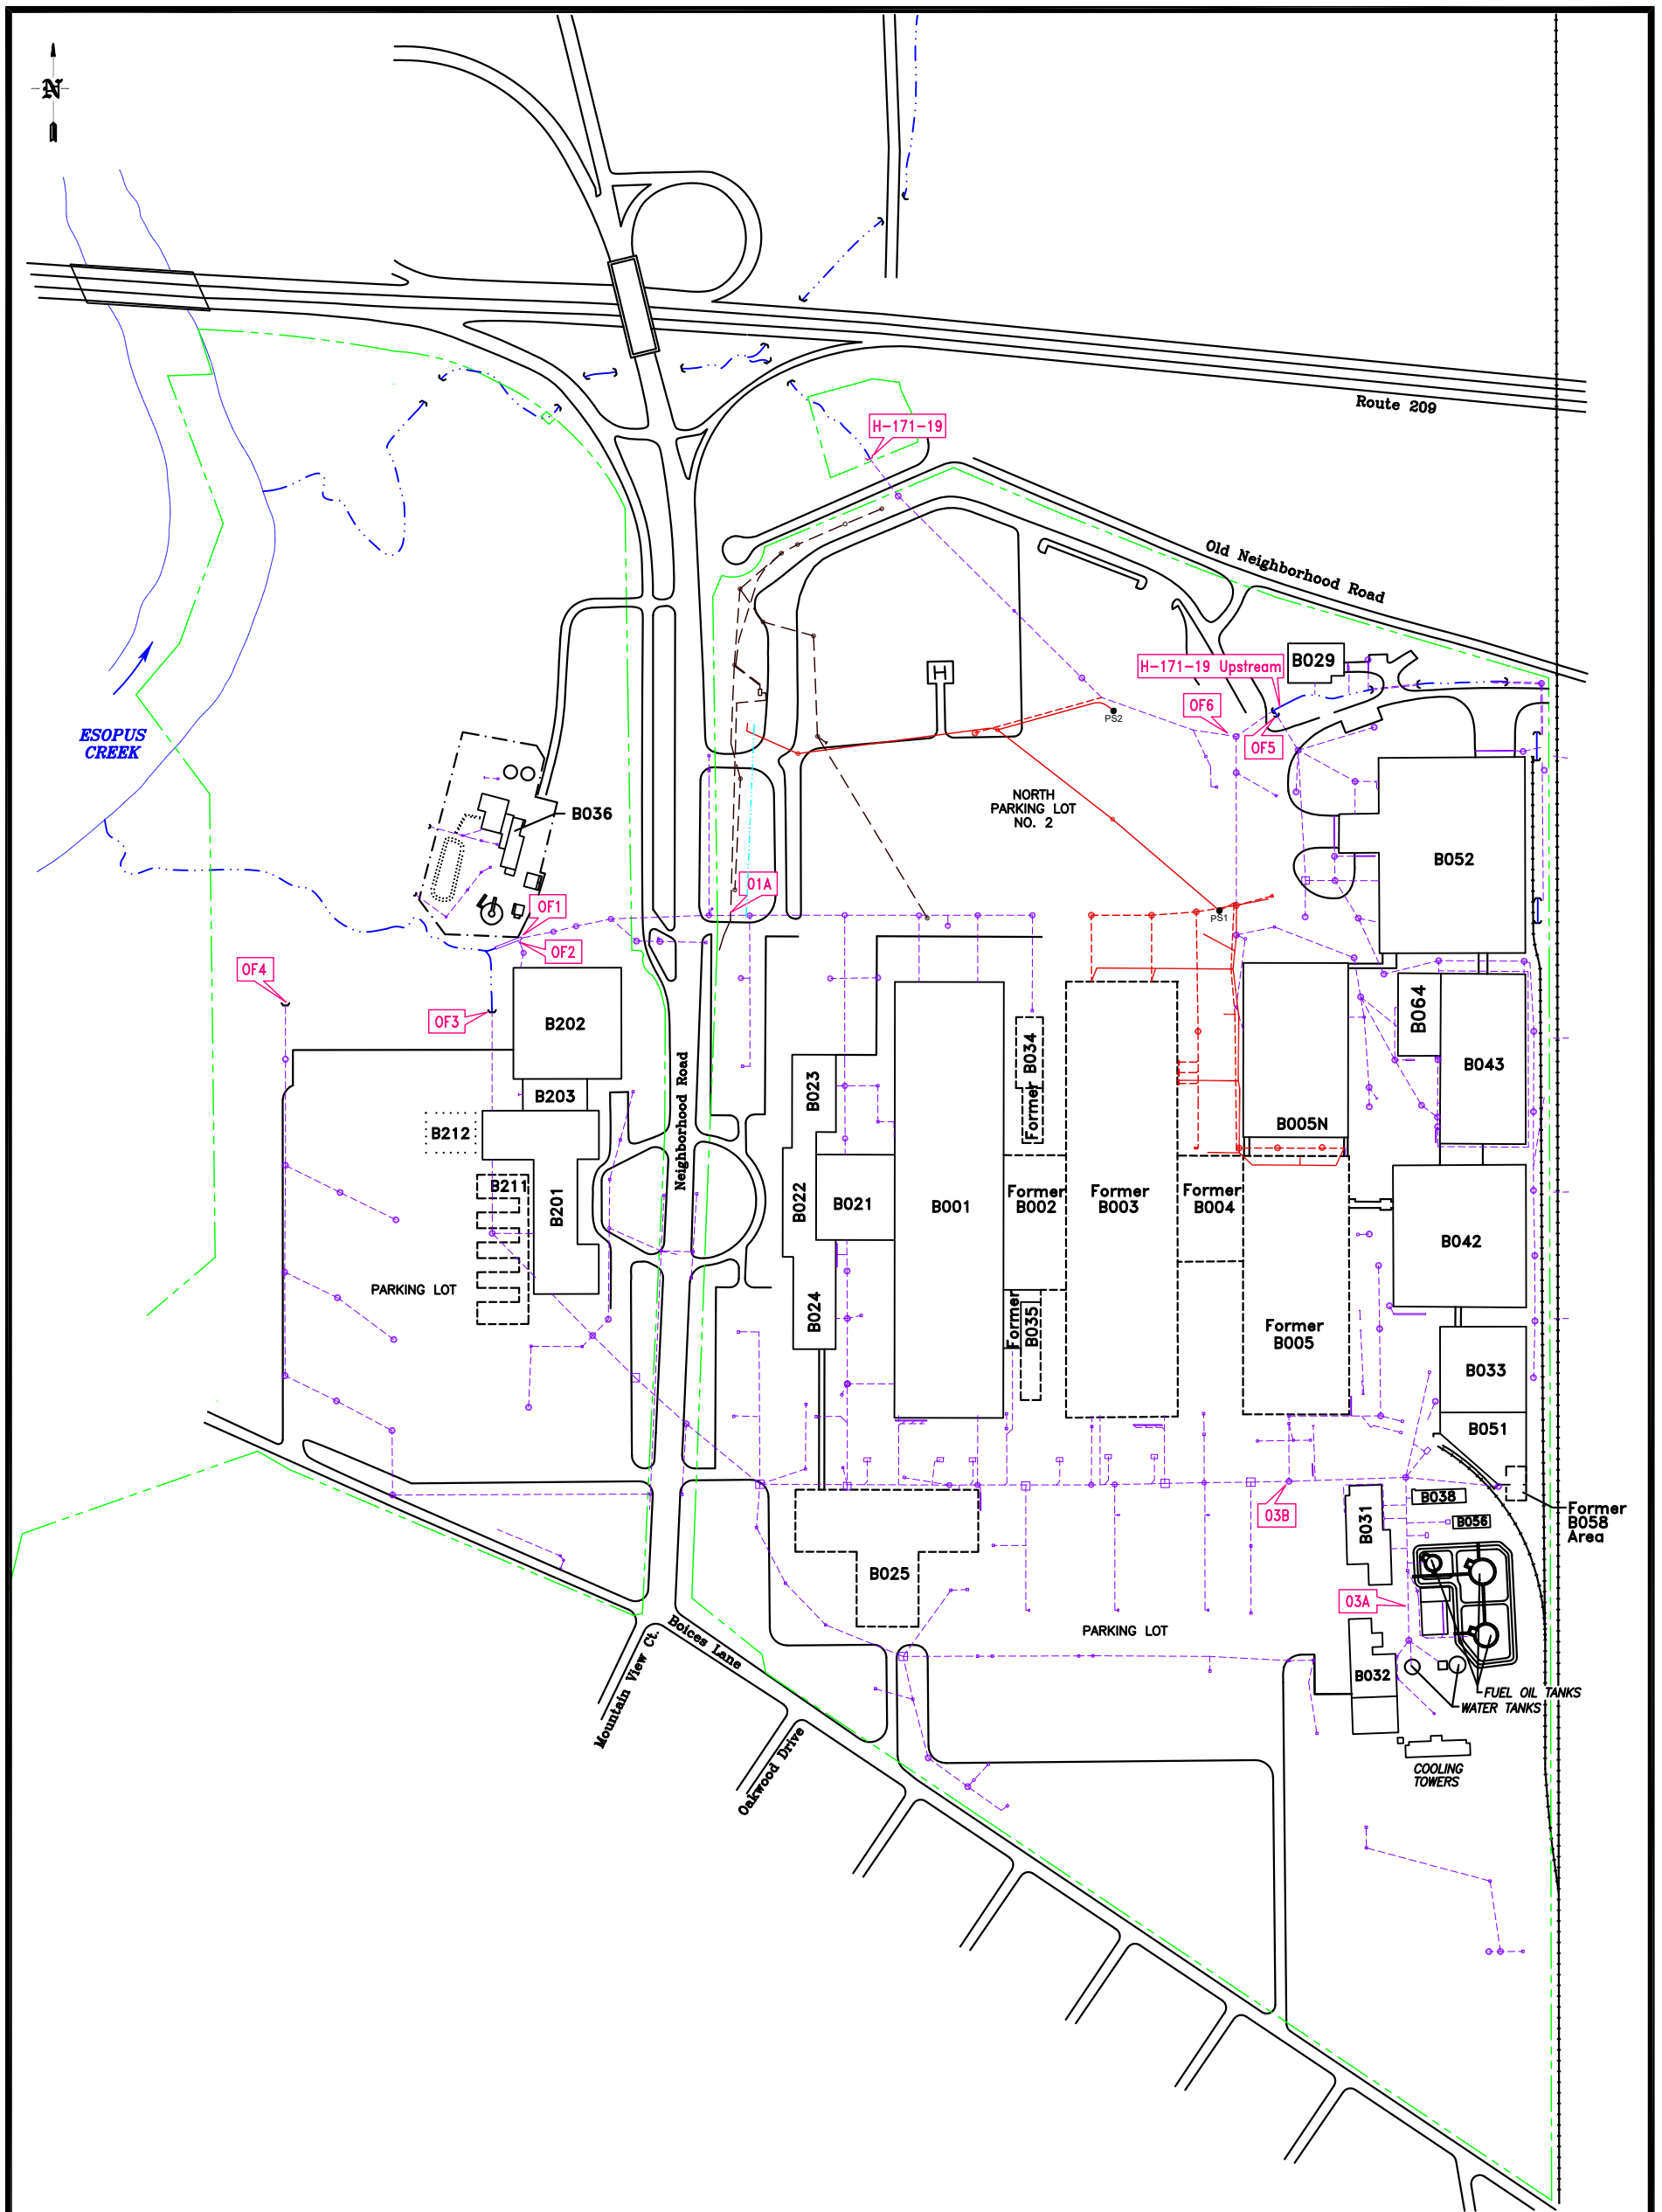 N
Route 209
H-171-19
Old Neighborhood Road
H
H-171-19 Upstream
B029
OF6
PS2
OF5
ESOPUS
CREEK
NORTH
PARKING LOT
NO. 2
B036
B052
01A
OF1
PS1
OF2
OF4
OF3
B202
B064
B034
Former
B043
B023
B203
B005N
B212
Neighborhood Road
B211
B201
B022
B021
B001
Former
B002
Former
B003
Former
B004
B042
PARKING LOT
B024
Former
B035
Former
B005
B033
B051
03B
B038
B056
B031
Former
B058
Area
B025
03A
PARKING LOT
Boices Lane
Mountain View Ct.
B032
FUEL OIL TANKS
WATER TANKS
Oakwood Drive
COOLING
TOWERS